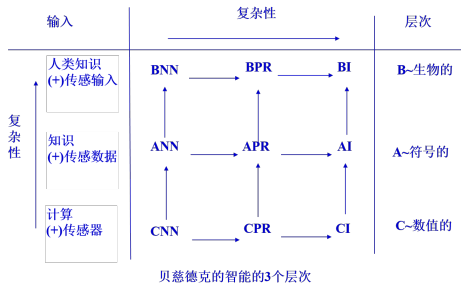 输入 复杂性 层次
人类知识
(+)传感输入
BNN BPR BI B~生物的
复杂性
知识
(+)传感数据
ANN APR AI A~符号的
计算
(+)传感器
CNN CPR CI C~数值的
贝慈德克的智能的3个层次